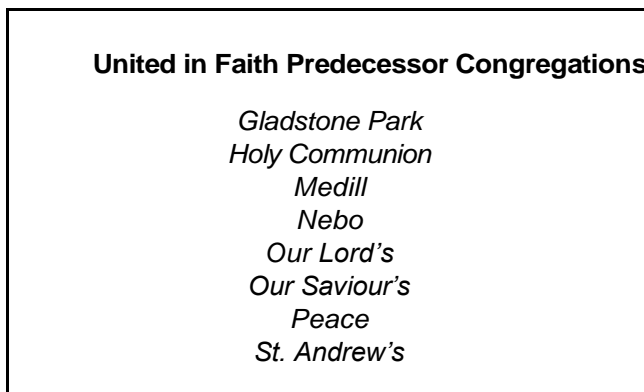 United in Faith Predecessor Congregations
Gladstone Park
Holy Communion
Medill
Nebo
Our Lord’s
Our Saviour’s
Peace
St. Andrew’s